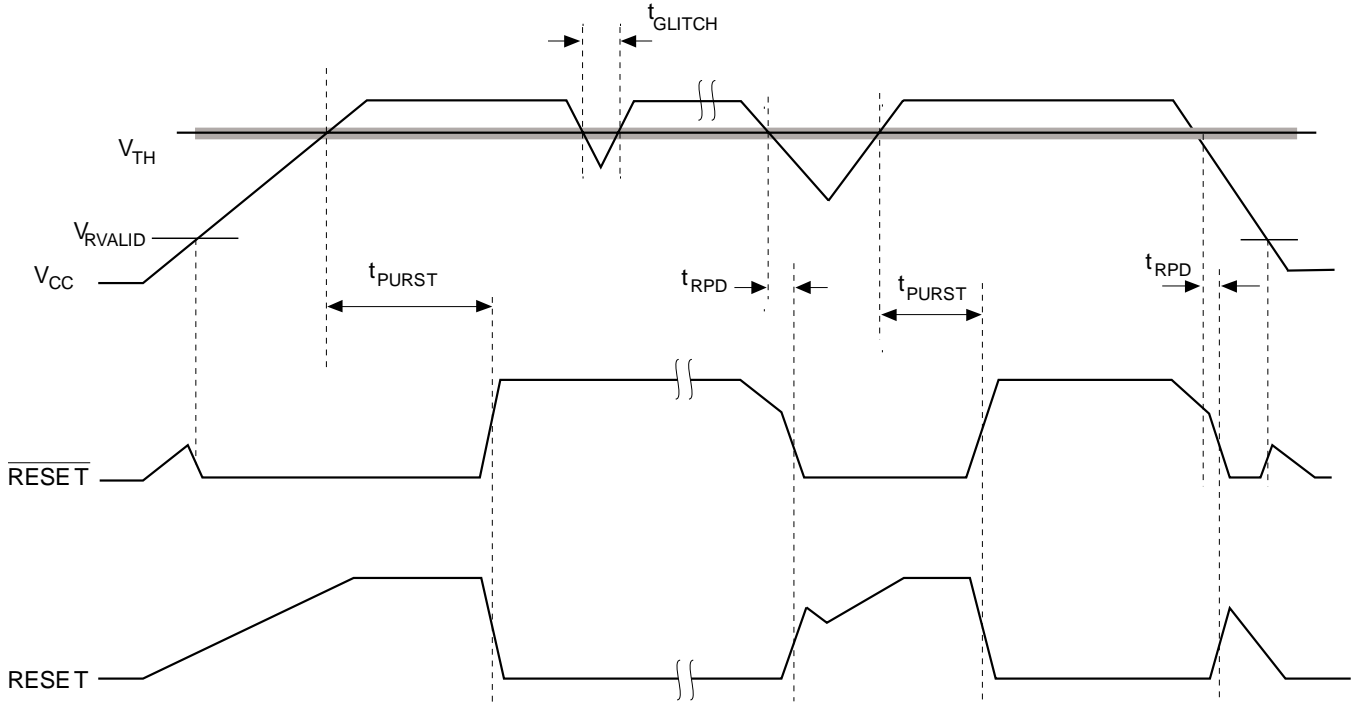 tGLITCH
VTH
VRVALID
VCC
tPURST
tRPD
tPURST
tRPD
RESET
RESET